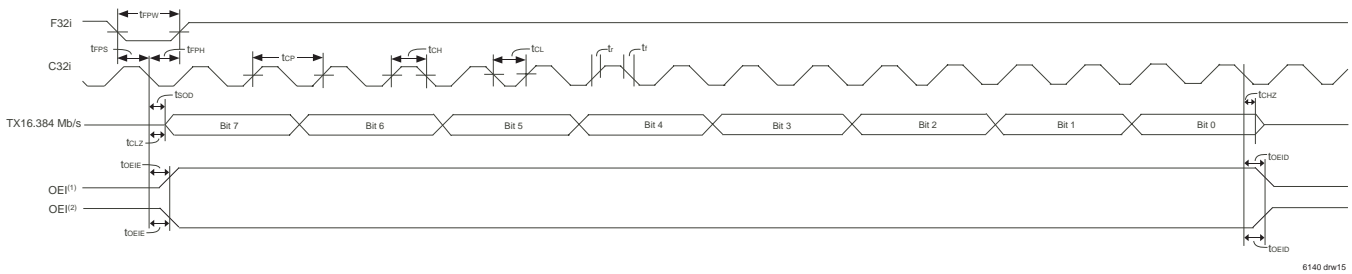 F32i
tFPW
tFPS
tFPH
C32i
tCP
tCH
tCL
tr
tf
tSOD
tCHZ
TX16.384 Mb/s
Bit 7
Bit 6
Bit 5
Bit 4
Bit 3
Bit 2
Bit 1
Bit 0
tCLZ
tOEIE
tOEID
OEI(1)
OEI(2)
tOEIE
tOEID
6140 drw15